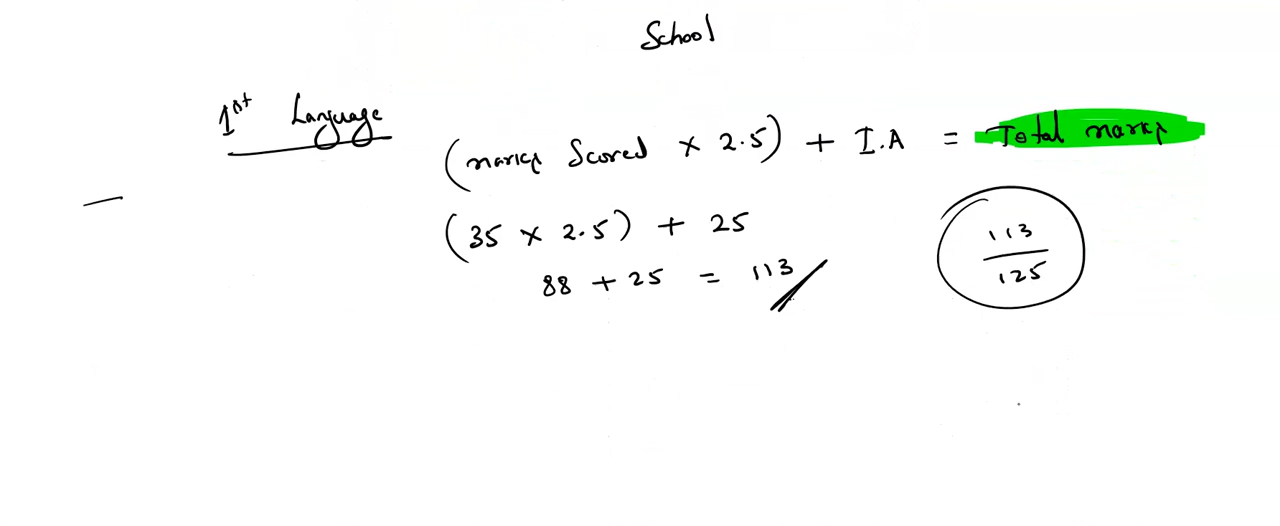 School
1st Language
(marks Scored × 2.5) + I.A = Total marks
(35 × 2.5) + 25
88 + 25 = 113
113
125